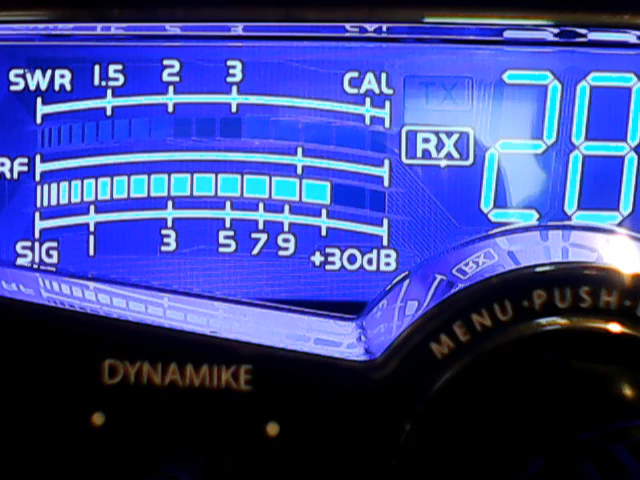 SWR 1.5 2 3 CAL
TX
RX
28
RF
SIG 1 3 5 7 9 +30dB
RX
MENU·PUSH·
DYNAMIKE